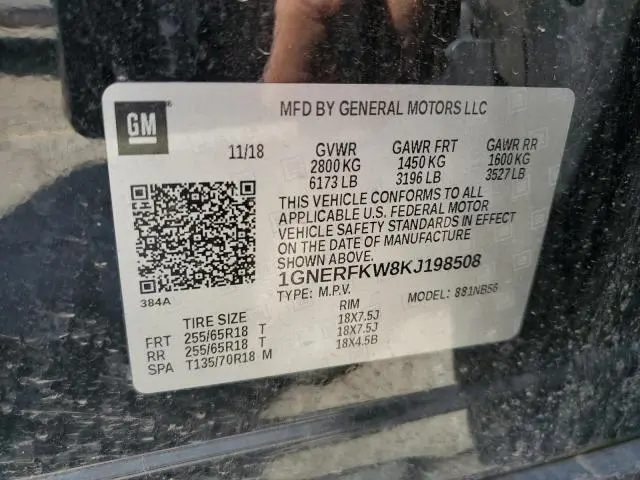 GM
MFD BY GENERAL MOTORS LLC
11/18 GVWR GAWR FRT GAWR RR
2800 KG 1450 KG 1600 KG
6173 LB 3196 LB 3527 LB
THIS VEHICLE CONFORMS TO ALL
APPLICABLE U.S. FEDERAL MOTOR
VEHICLE SAFETY STANDARDS IN EFFECT
ON THE DATE OF MANUFACTURE SHOWN ABOVE.
1GNERFKW8KJ198508
384A
TYPE: M.P.V. MODEL: 881NB56
TIRE SIZE RIM
FRT 255/65R18 T 18X7.5J
RR 255/65R18 T 18X7.5J
SPA T135/70R18 M 18X4.5B